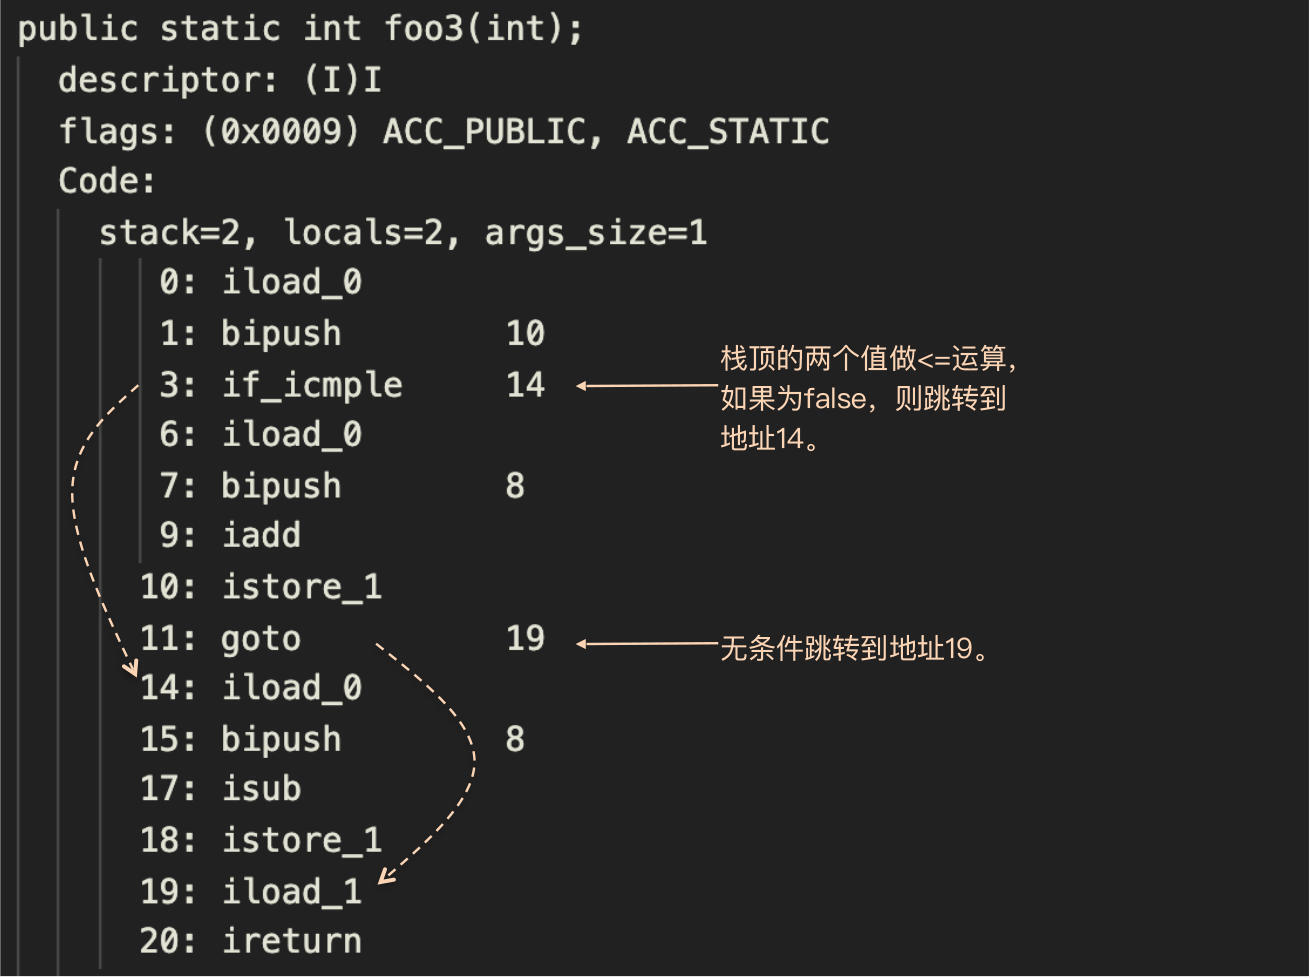 public static int foo3(int);
descriptor: (I)I
flags: (0x0009) ACC_PUBLIC, ACC_STATIC
Code:
stack=2, locals=2, args_size=1
0: iload_0
1: bipush 10
3: if_icmple 14
6: iload_0
7: bipush 8
9: iadd
10: istore_1
11: goto 19
14: iload_0
15: bipush 8
17: isub
18: istore_1
19: iload_1
20: ireturn
栈顶的两个值做<=运算,
如果为false，则跳转到
地址14。
无条件跳转到地址19。